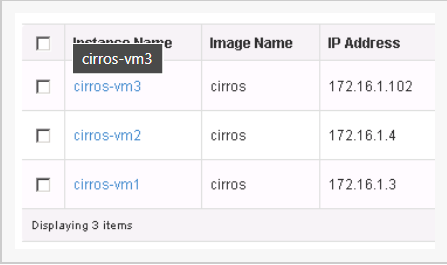 Instance Name Image Name IP Address
cirros-vm3
cirros-vm3 cirros 172.16.1.102
cirros-vm2 cirros 172.16.1.4
cirros-vm1 cirros 172.16.1.3
Displaying 3 items